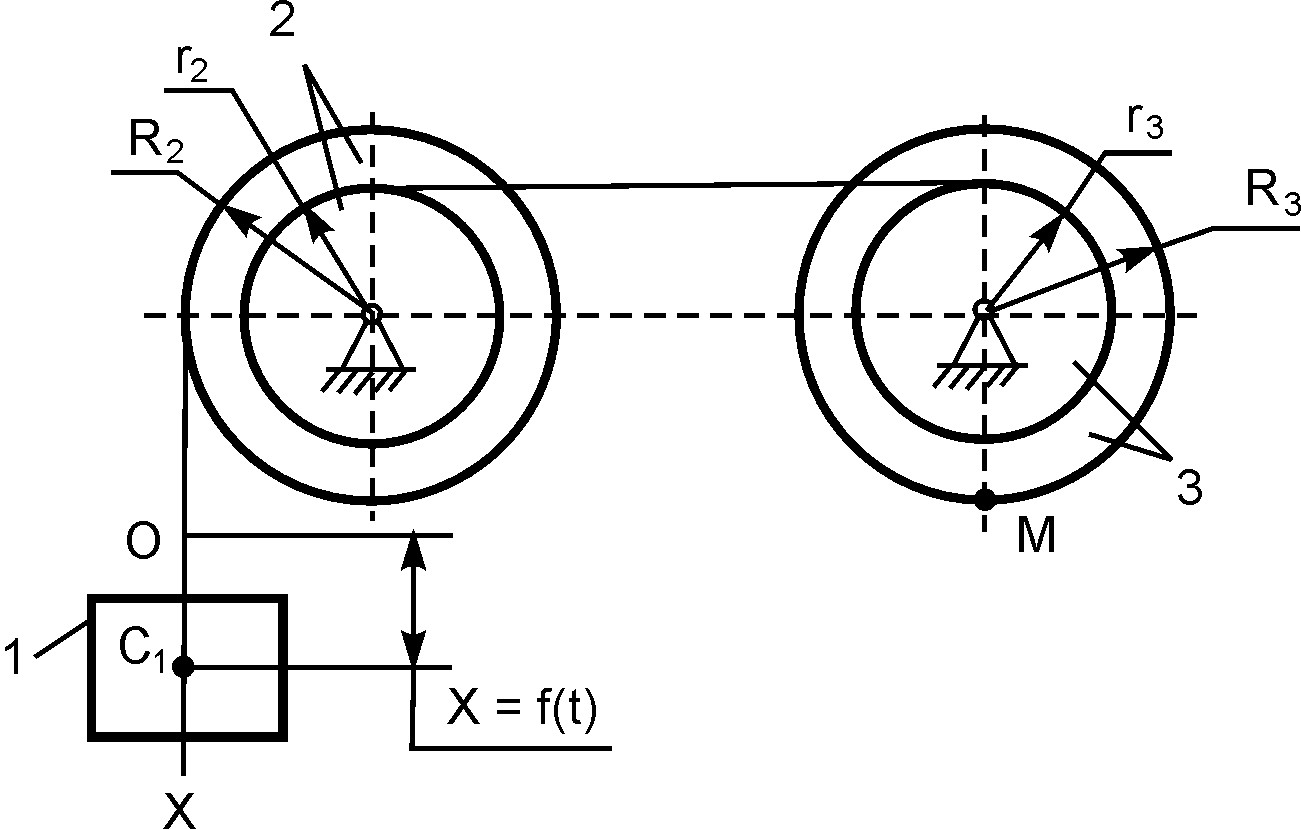 2
r2
R2
r3
R3
O
M
3
1
C1
X = f(t)
X